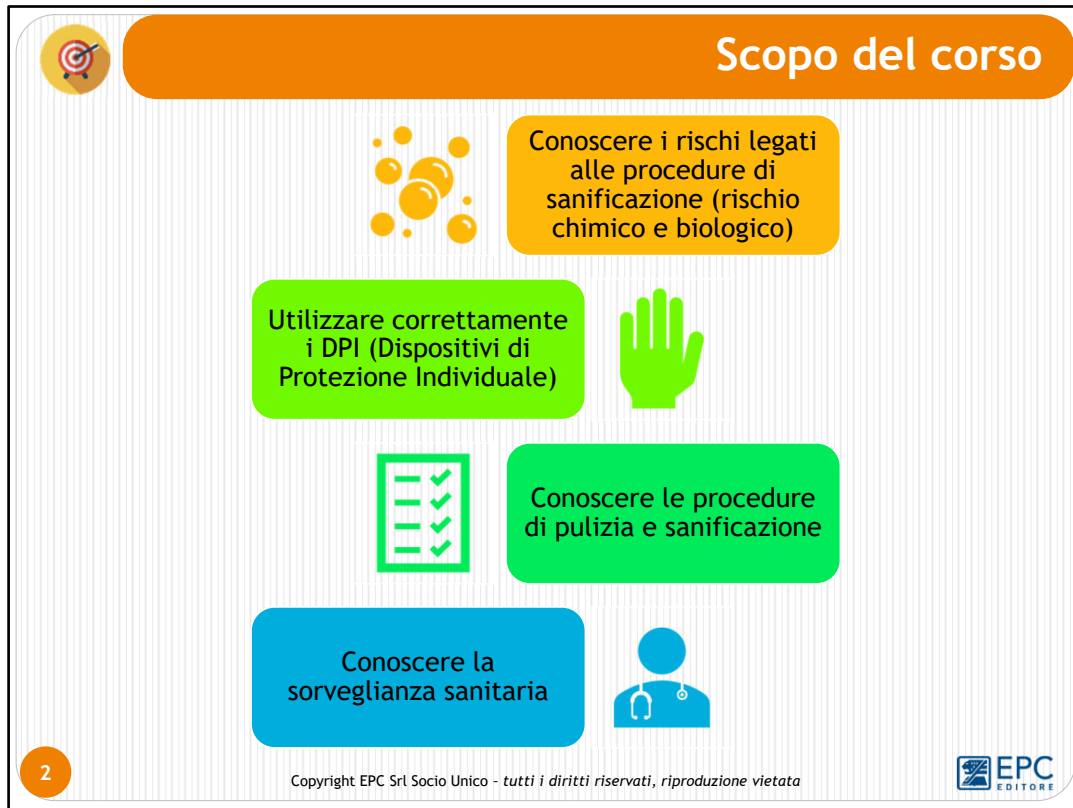 Scopo del corso
Conoscere i rischi legati
alle procedure di
sanificazione (rischio
chimico e biologico)
Utilizzare correttamente
i DPI (Dispositivi di
Protezione Individuale)
Conoscere le procedure
di pulizia e sanificazione
Conoscere la
sorveglianza sanitaria
2
Copyright EPC Srl Socio Unico – tutti i diritti riservati, riproduzione vietata
EPC
EDITORE